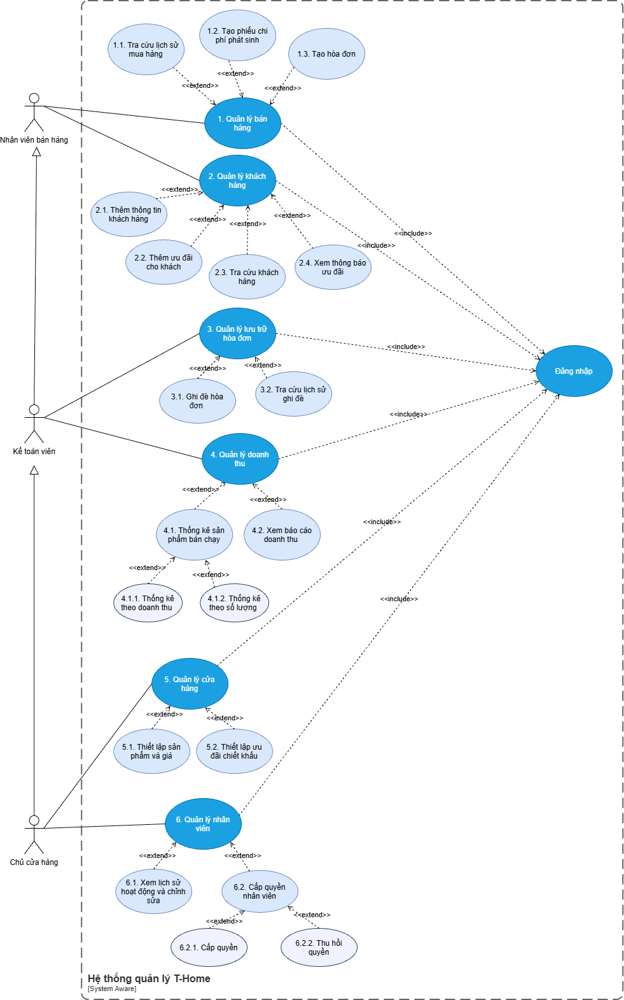 1.1. Tra cứu lịch sử
mua hàng
1.2. Tạo phiếu chi
phí phát sinh
1.3. Tạo hóa đơn
<<extend>>
<<extend>>
<<extend>>
Nhân viên bán hàng
1. Quản lý bán
hàng
2. Quản lý khách
hàng
<<extend>>
<<extend>>
<<extend>>
<<extend>>
2.1. Thêm thông tin
khách hàng
2.2. Thêm ưu đãi
cho khách
2.3. Tra cứu khách
hàng
2.4. Xem thông báo
ưu đãi
<<include>>
<<include>>
3. Quản lý lưu trữ
hóa đơn
<<include>>
<<extend>>
<<extend>>
3.1. Ghi đè hóa
đơn
3.2. Tra cứu lịch sử
ghi đè
Đăng nhập
Kế toán viên
<<include>>
4. Quản lý doanh
thu
<<extend>>
<<extend>>
4.1. Thống kê sản
phẩm bán chạy
4.2. Xem báo cáo
doanh thu
<<include>>
<<extend>>
<<extend>>
4.1.1. Thống kê
theo doanh thu
4.1.2. Thống kê
theo số lượng
<<include>>
5. Quản lý cửa
hàng
<<extend>>
<<extend>>
5.1. Thiết lập sản
phẩm và giá
5.2. Thiết lập ưu
đãi chiết khấu
6. Quản lý nhân
viên
Chủ cửa hàng
<<extend>>
<<extend>>
6.1. Xem lịch sử
hoạt động và chỉnh
sửa
6.2. Cấp quyền
nhân viên
<<extend>>
<<extend>>
6.2.1. Cấp quyền
6.2.2. Thu hồi
quyền
Hệ thống quản lý T-Home
[System Aware]